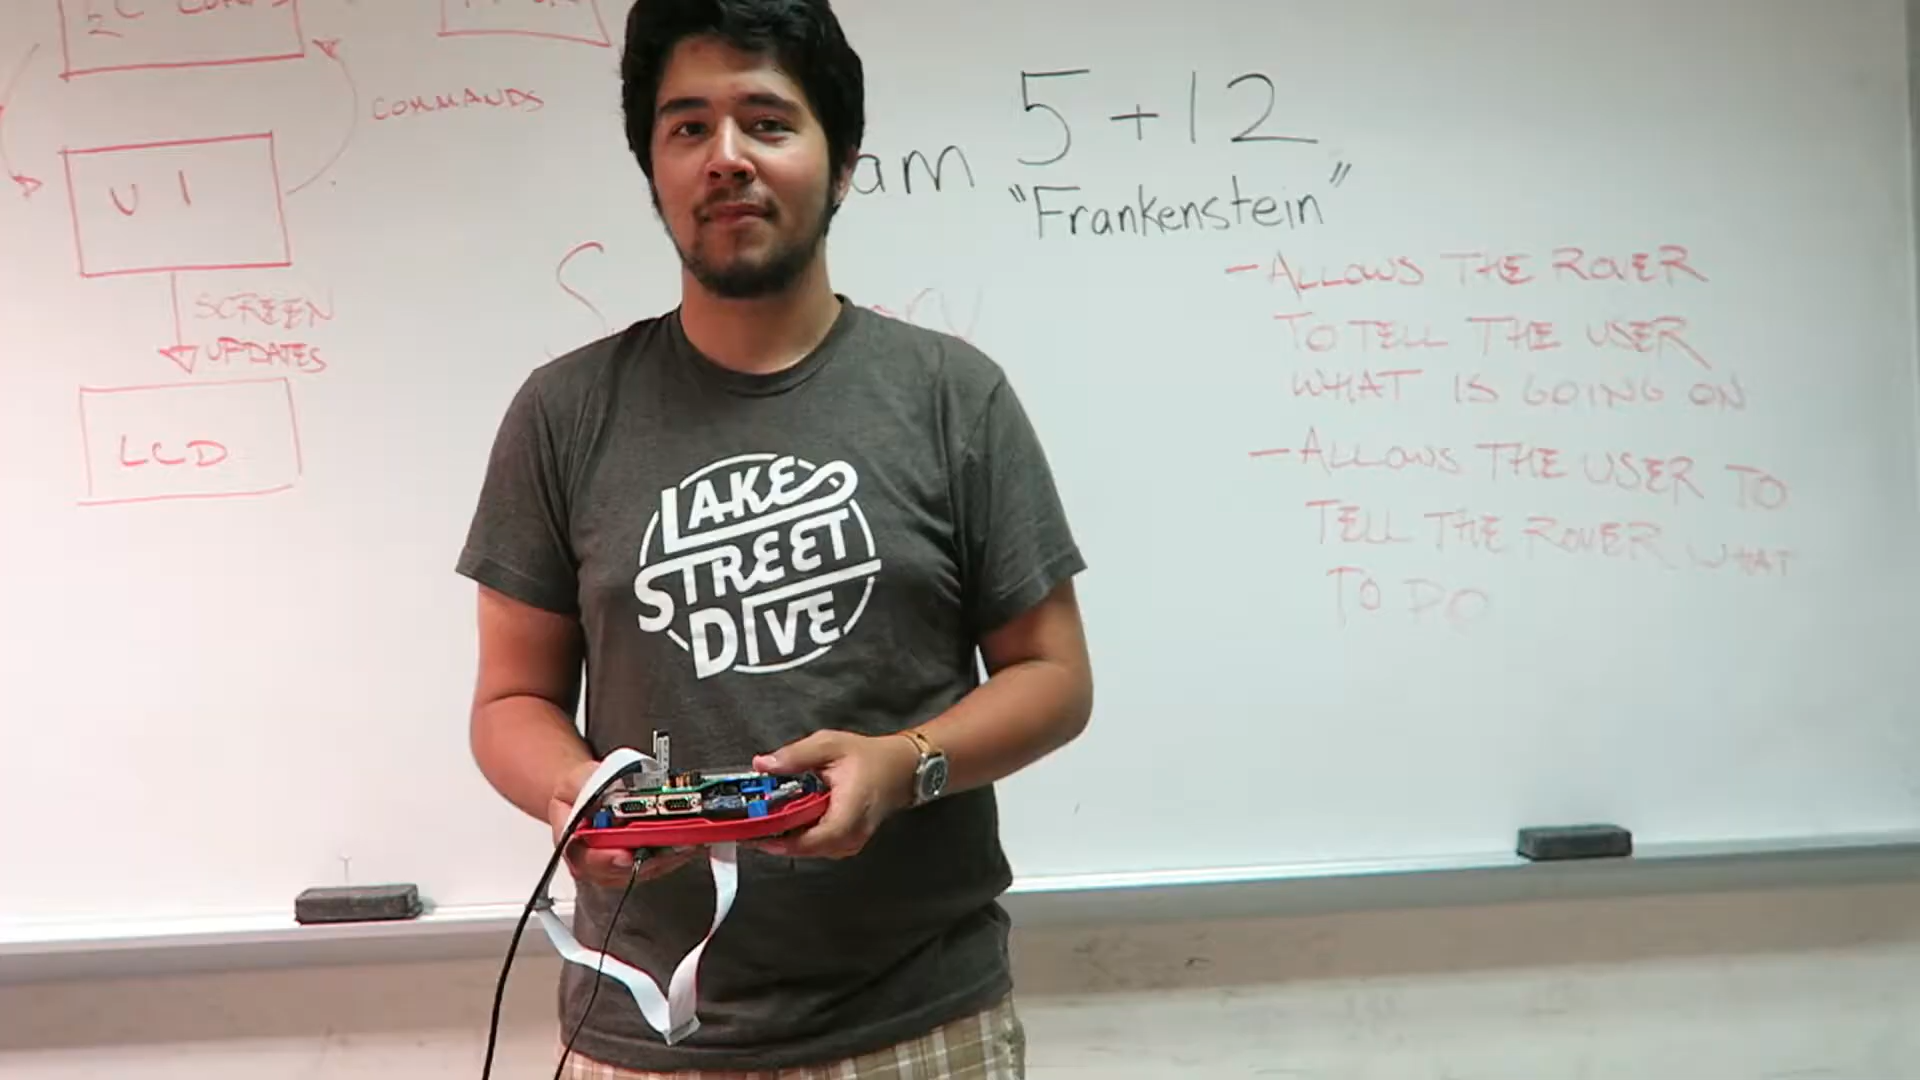 COMMANDS
UI
SCREEN
UPDATES
LCD
am 5+12
"Frankenstein"
- ALLOWS THE ROVER
TO TELL THE USER
WHAT IS GOING ON
- ALLOWS THE USER TO
TELL THE ROVER WHAT
TO DO
LAKE
STREET
DIVE